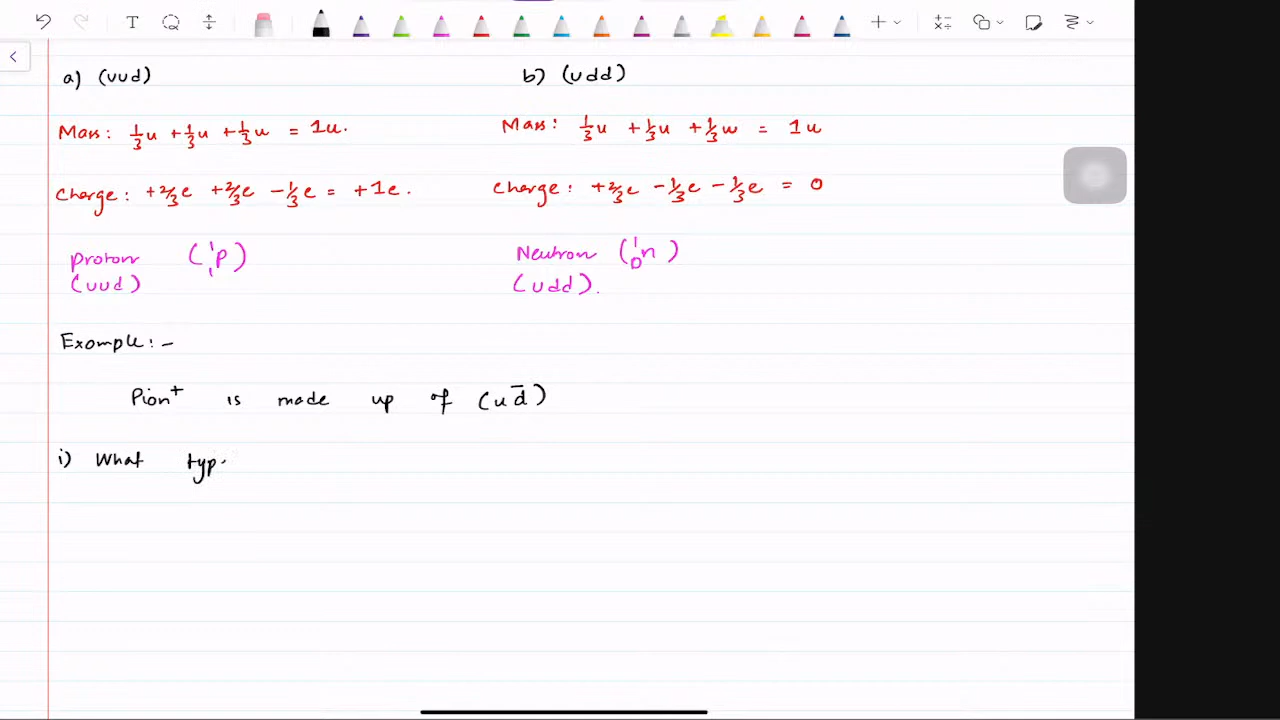 a) (uud)
b) (udd)
Mass: 1/3u + 1/3u + 1/3u = 1u.
Mass: 1/3u + 1/3u + 1/3u = 1u
Charge: +2/3e +2/3e -1/3e = +1e.
Charge: +2/3e -1/3e -1/3e = 0
proton (¹₁p)
(uud)
Neutron (¹₀n)
(udd).
Example:-
Pion⁺ is made up of (ud̄)
i) What typ